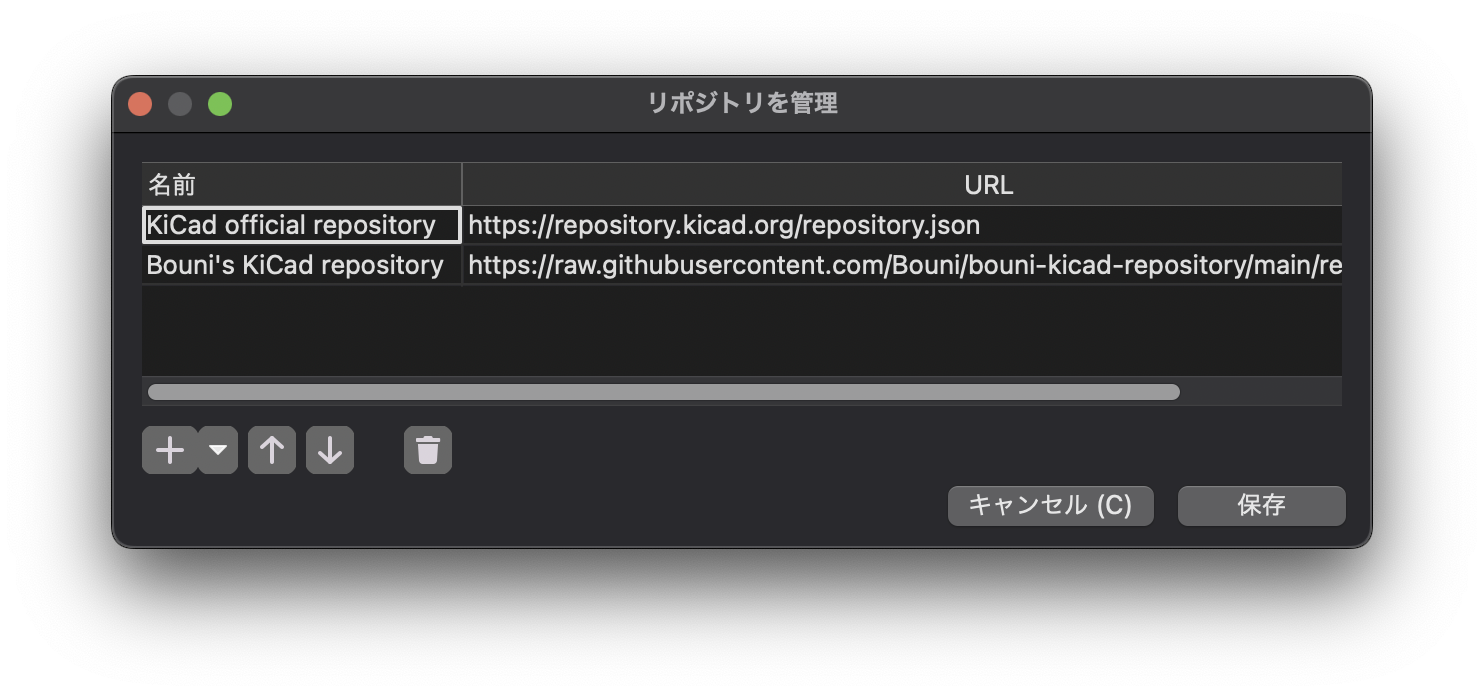 リポジトリを管理
名前 URL
KiCad official repository https://repository.kicad.org/repository.json
Bouni's KiCad repository https://raw.githubusercontent.com/Bouni/bouni-kicad-repository/main/re
キャンセル (C) 保存